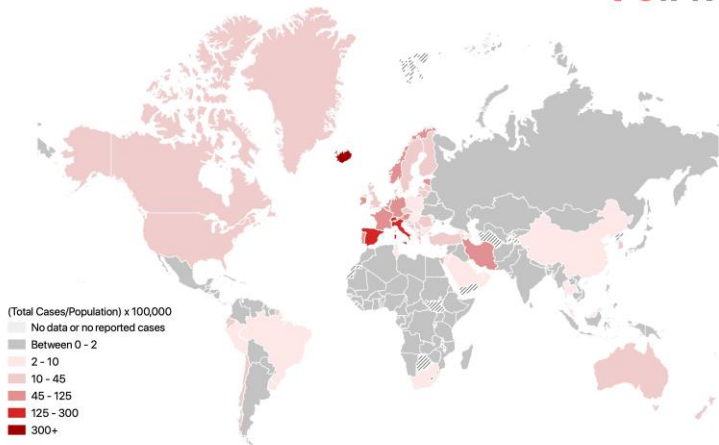 (Total Cases/Population) x 100,000
No data or no reported cases
Between 0 - 2
2 - 10
10 - 45
45 - 125
125 - 300
300+